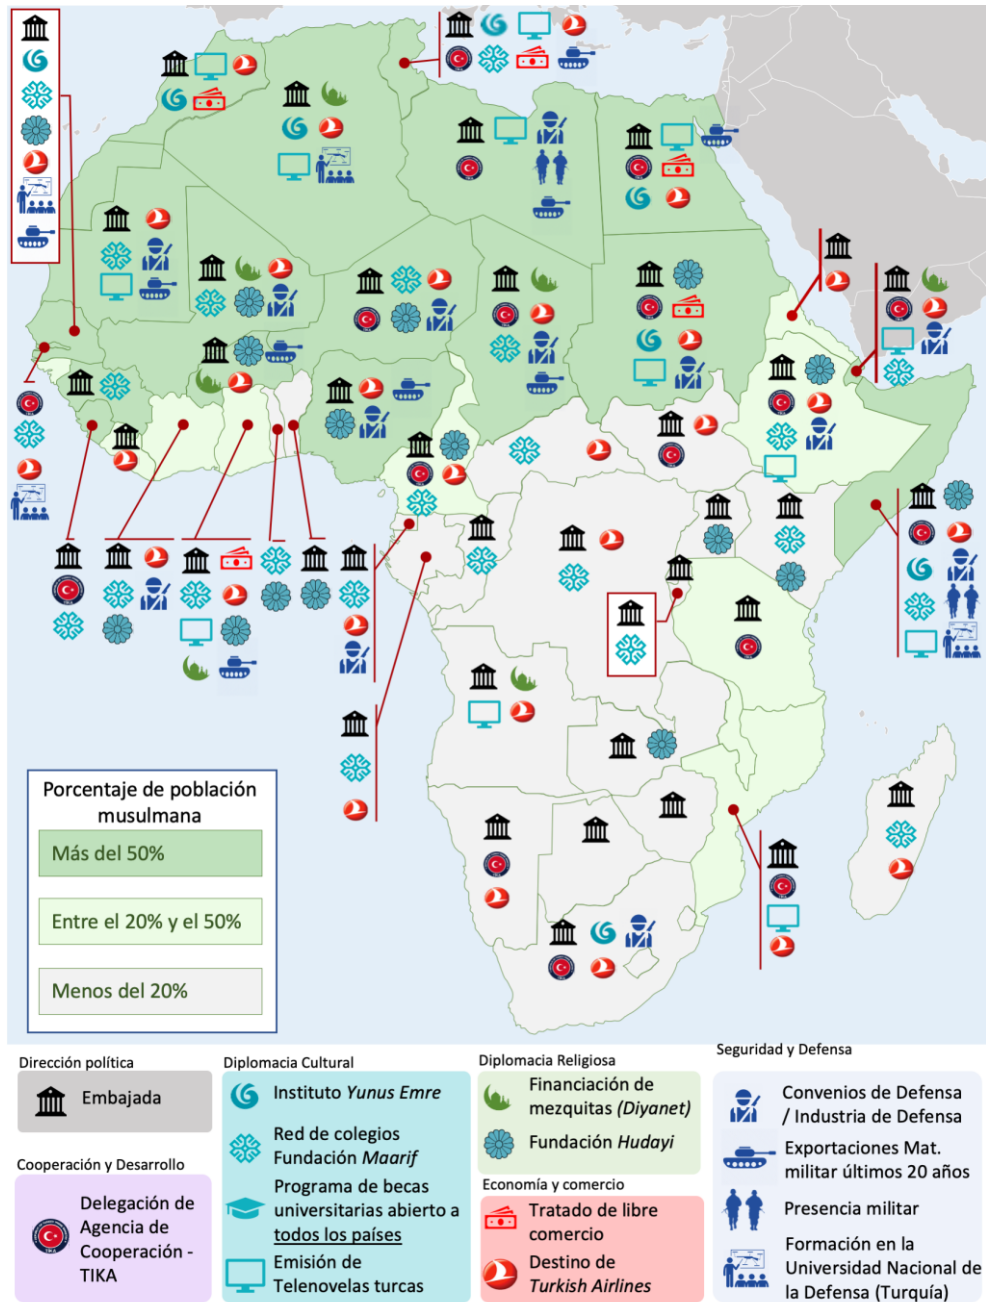 Porcentaje de población
musulmana
Más del 50%
Entre el 20% y el 50%
Menos del 20%
Dirección política
Embajada
Cooperación y Desarrollo
Delegación de
Agencia de
Cooperación -
TIKA
Diplomacia Cultural
Instituto Yunus Emre
Red de colegios
Fundación Maarif
Programa de becas
universitarias abierto a
todos los países
Emisión de
Telenovelas turcas
Diplomacia Religiosa
Financiación de
mezquitas (Diyanet)
Fundación Hudayi
Economía y comercio
Tratado de libre
comercio
Destino de
Turkish Airlines
Seguridad y Defensa
Convenios de Defensa
/ Industria de Defensa
Exportaciones Mat.
militar últimos 20 años
Presencia militar
Formación en la
Universidad Nacional de
la Defensa (Turquía)